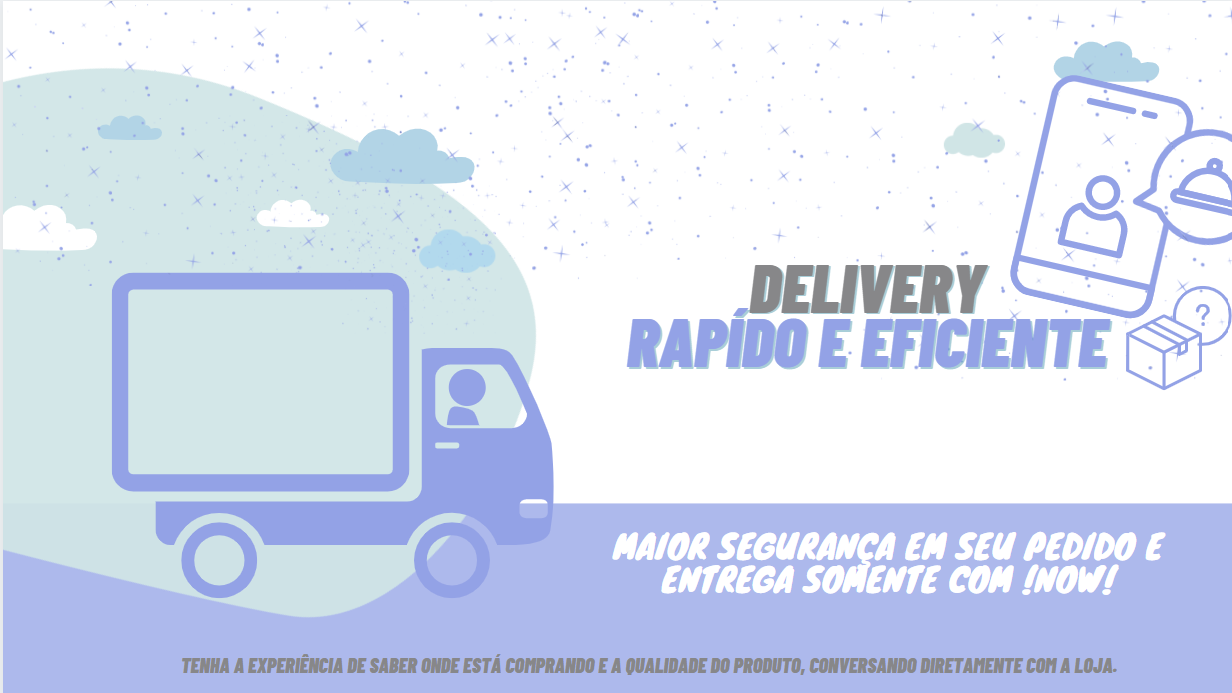 DELIVERY
RAPÍDO E EFICIENTE
?
MAIOR SEGURANÇA EM SEU PEDIDO E
ENTREGA SOMENTE COM !NOW!
TENHA A EXPERIÊNCIA DE SABER ONDE ESTÁ COMPRANDO E A QUALIDADE DO PRODUTO, CONVERSANDO DIRETAMENTE COM A LOJA.